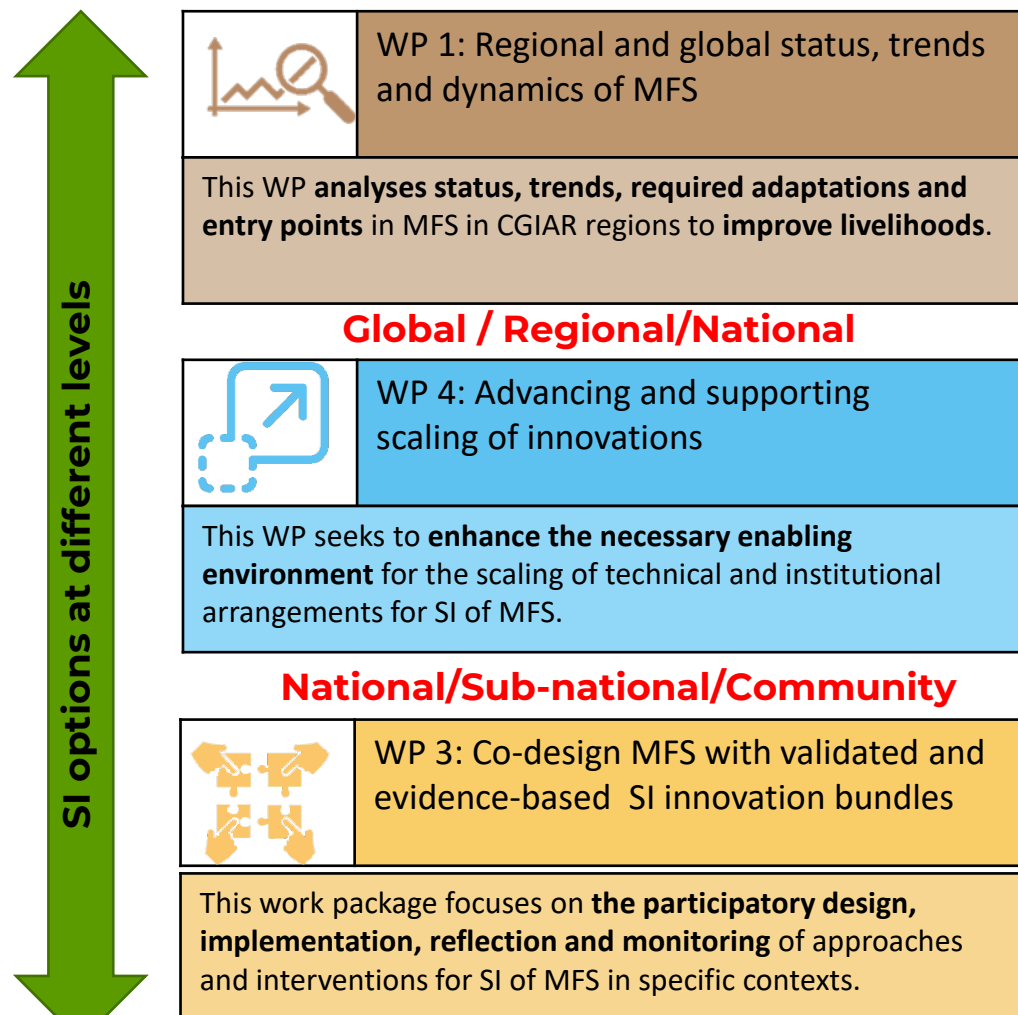 SI options at different levels
WP 1: Regional and global status, trends
and dynamics of MFS
This WP analyses status, trends, required adaptations and
entry points in MFS in CGIAR regions to improve livelihoods.
Global / Regional/National
WP 4: Advancing and supporting
scaling of innovations
This WP seeks to enhance the necessary enabling
environment for the scaling of technical and institutional
arrangements for SI of MFS.
National/Sub-national/Community
WP 3: Co-design MFS with validated and
evidence-based  SI innovation bundles
This work package focuses on the participatory design,
implementation, reflection and monitoring of approaches
and interventions for SI of MFS in specific contexts.